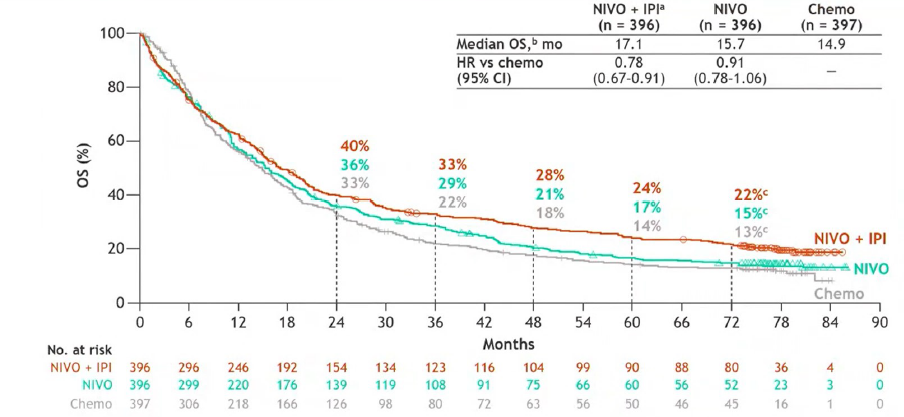 NIVO + IPIᵃ NIVO Chemo
(n = 396) (n = 396) (n = 397)
Median OS,ᵇ mo 17.1 15.7 14.9
HR vs chemo 0.78 0.91 –
(95% CI) (0.67-0.91) (0.78-1.06)
OS (%)
100
80
60
40
20
0
40%
36%
33%
33%
29%
22%
28%
21%
18%
24%
17%
14%
22%ᶜ
15%ᶜ
13%ᶜ
NIVO + IPI
NIVO
Chemo
0 6 12 18 24 30 36 42 48 54 60 66 72 78 84 90
Months
No. at risk
NIVO + IPI 396 296 246 192 154 134 123 116 104 99 90 88 80 36 4 0
NIVO 396 299 220 176 139 119 108 91 75 66 60 56 52 23 3 0
Chemo 397 306 218 166 126 98 80 72 63 56 50 46 45 16 1 0